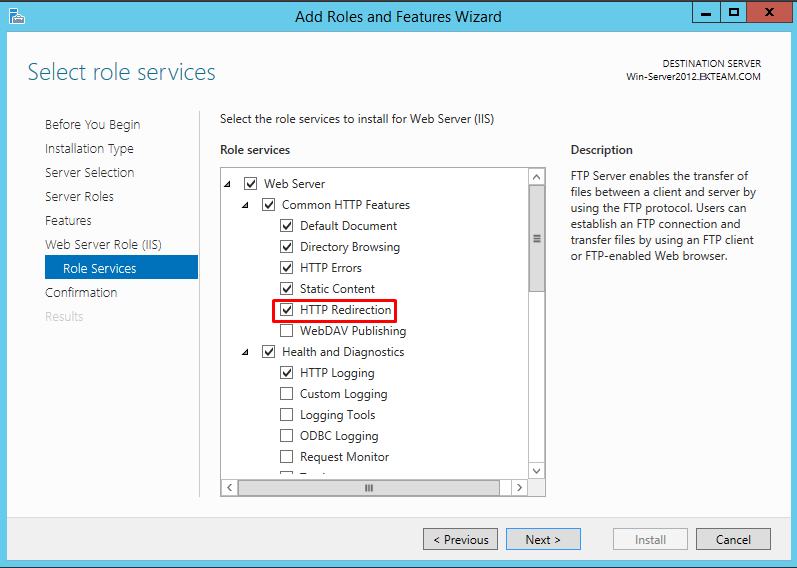 Add Roles and Features Wizard
Select role services
DESTINATION SERVER
Win-Server2012.EKTEAM.COM
Before You Begin
Installation Type
Server Selection
Server Roles
Features
Web Server Role (IIS)
Role Services
Confirmation
Results
Select the role services to install for Web Server (IIS)
Role services
Web Server
Common HTTP Features
Default Document
Directory Browsing
HTTP Errors
Static Content
HTTP Redirection
WebDAV Publishing
Health and Diagnostics
HTTP Logging
Custom Logging
Logging Tools
ODBC Logging
Request Monitor
Description
FTP Server enables the transfer of
files between a client and server by
using the FTP protocol. Users can
establish an FTP connection and
transfer files by using an FTP client
or FTP-enabled Web browser.
< Previous
Next >
Install
Cancel